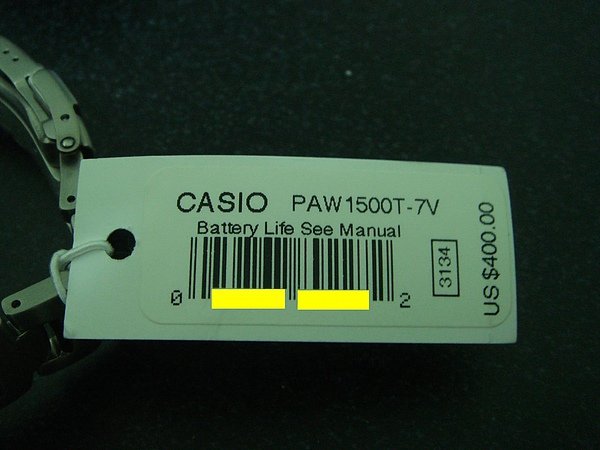 CASIO PAW1500T-7V
Battery Life See Manual
0 2
3134
US $400.00